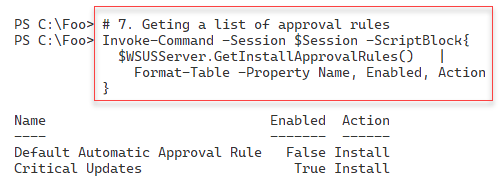 PS C:\Foo> # 7. Geting a list of approval rules
PS C:\Foo> Invoke-Command -Session $Session -ScriptBlock{
$WSUSServer.GetInstallApprovalRules() |
Format-Table -Property Name, Enabled, Action
}
Name Enabled Action
---- ------- ------
Default Automatic Approval Rule False Install
Critical Updates True Install